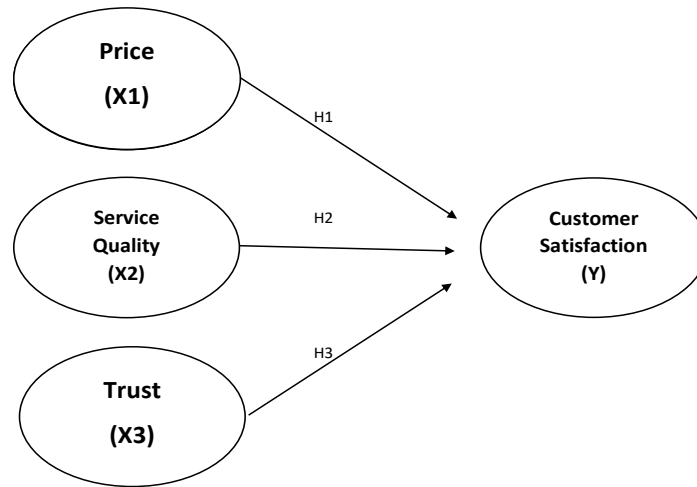 Price
(X1)
H1
Service
Quality
(X2)
H2
Customer
Satisfaction
(Y)
H3
Trust
(X3)